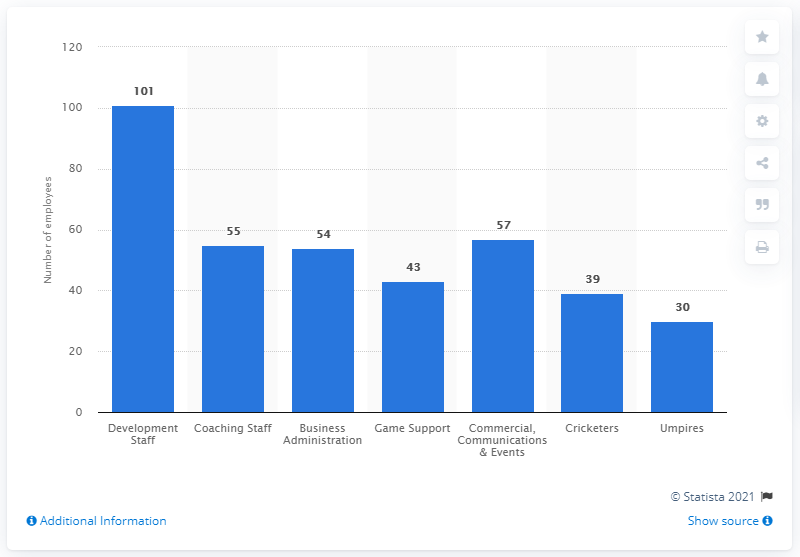 120
100
80
60
40
20
0
Number of employees
101
55
54
43
57
39
30
Development
Staff
Coaching Staff
Business
Administration
Game Support
Commercial,
Communications
& Events
Cricketers
Umpires
© Statista 2021
Additional Information
Show source